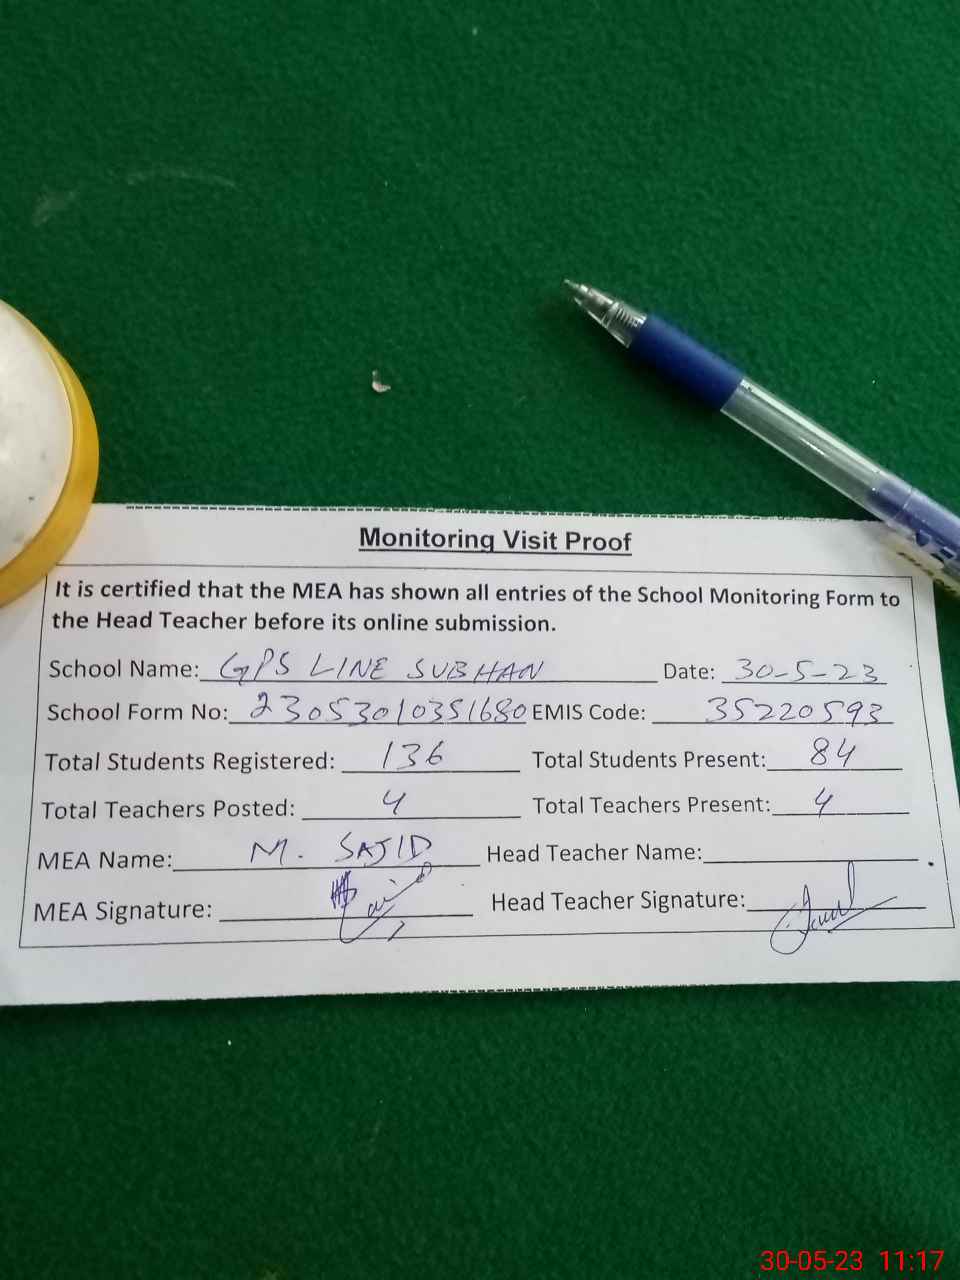 Monitoring Visit Proof
It is certified that the MEA has shown all entries of the School Monitoring Form to
the Head Teacher before its online submission.
School Name: GPS LINE SUBHAN Date: 30-5-23
School Form No: 23053010351680 EMIS Code: 35220593
Total Students Registered: 136 Total Students Present: 84
Total Teachers Posted: 4 Total Teachers Present: 4
MEA Name: M. SAJID Head Teacher Name:
MEA Signature: Head Teacher Signature:
30-05-23 11:17